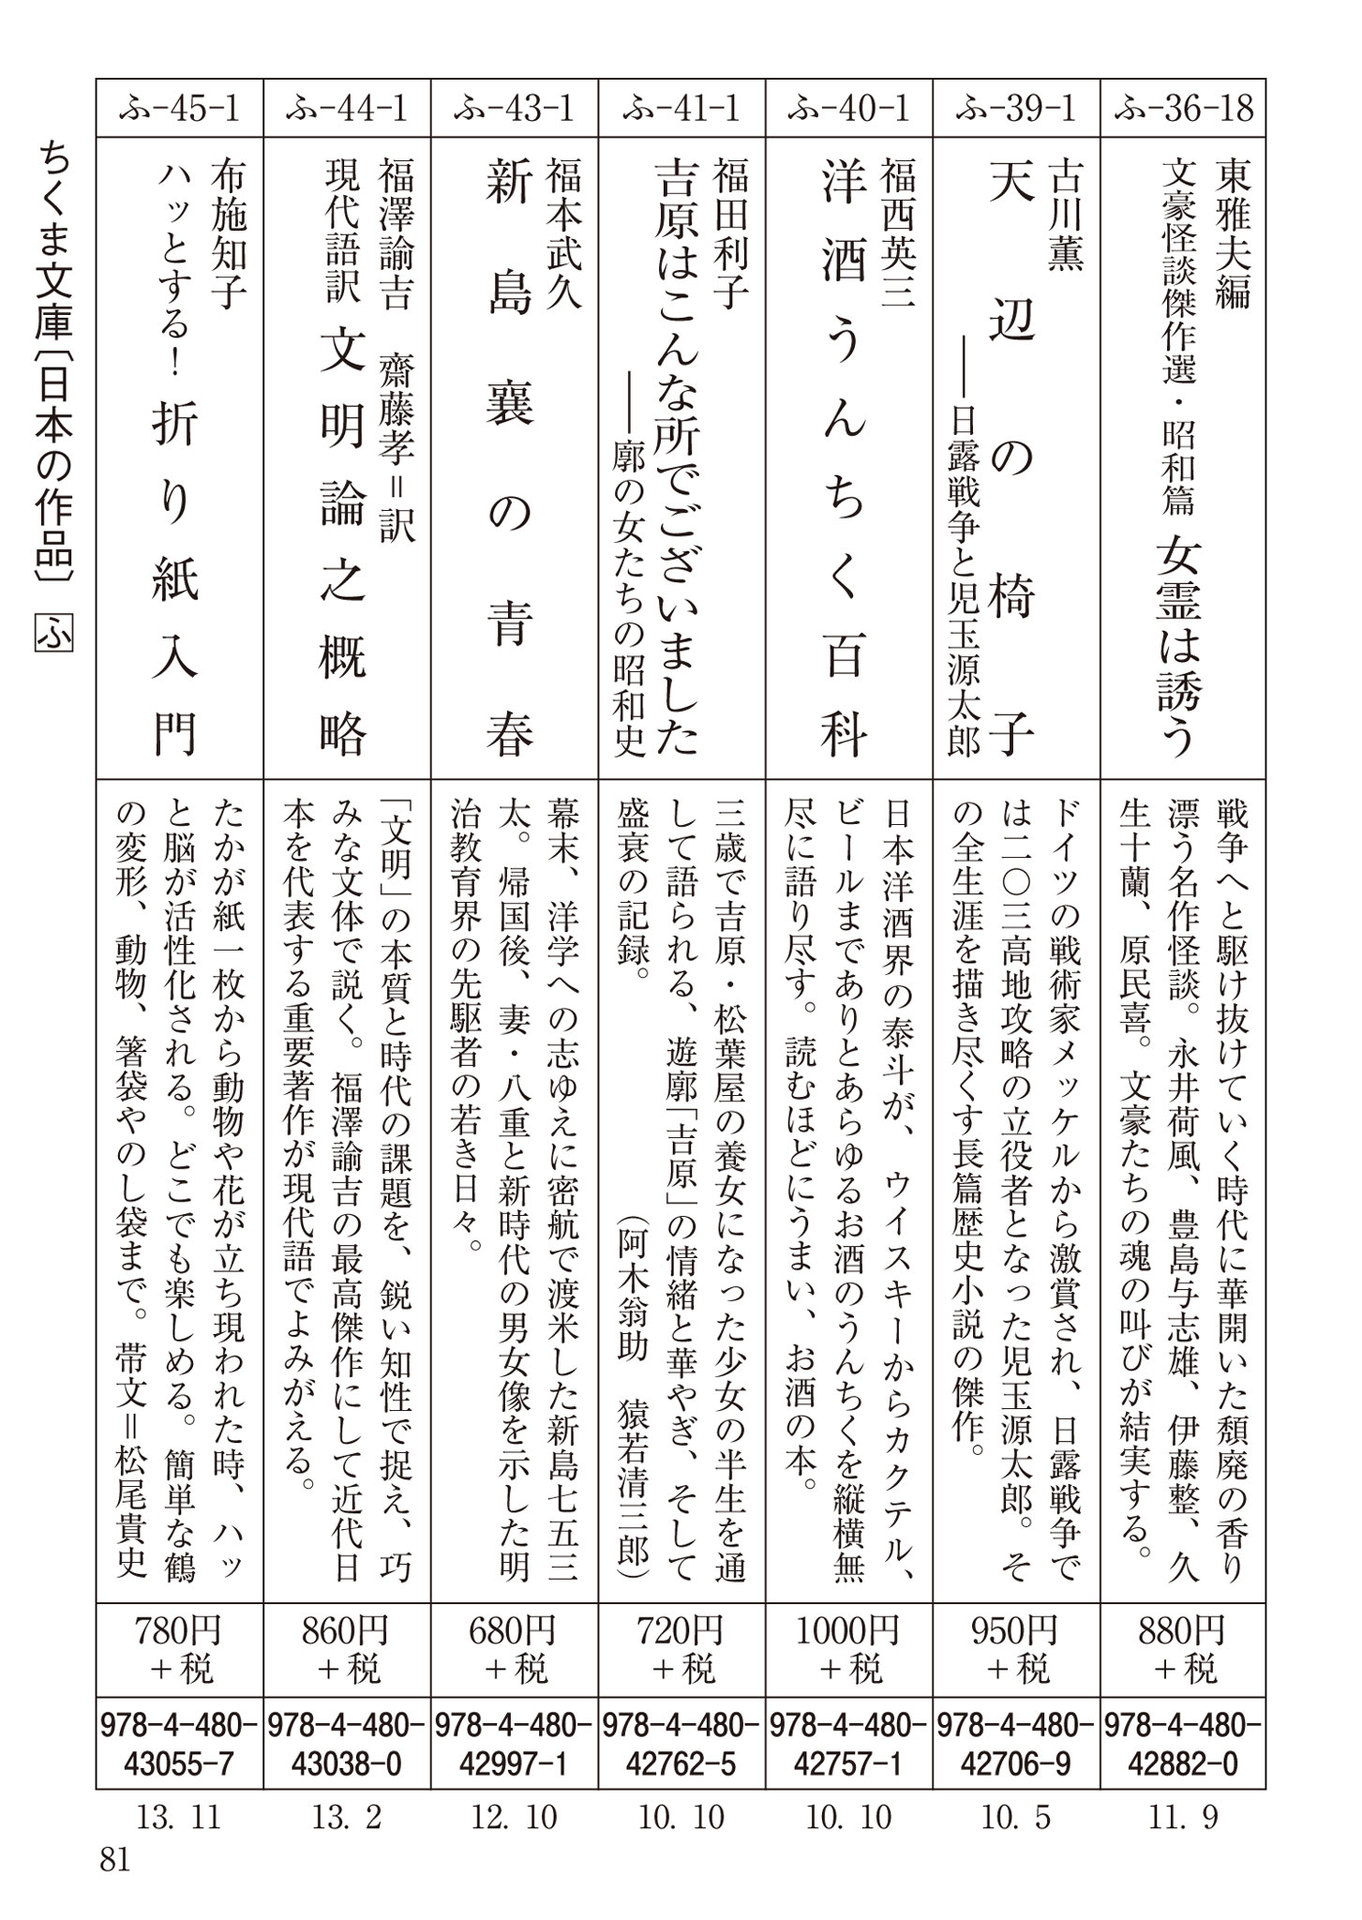 ふ-36-18
東雅夫編
文豪怪談傑作選・昭和篇 女霊は誘う
戦争へと駆け抜けていく時代に華開いた頽廃の香り
漂う名作怪談。永井荷風、豊島与志雄、伊藤整、久
生十蘭、原民喜。文豪たちの魂の叫びが結実する。
880円
+税
978-4-480-
42882-0
11. 9
ふ-39-1
古川薫
天辺の椅子
――日露戦争と児玉源太郎
ドイツの戦術家メッケルから激賞され、日露戦争で
は二〇三高地攻略の立役者となった児玉源太郎。そ
の全生涯を描き尽くす長篇歴史小説の傑作。
950円
+税
978-4-480-
42706-9
10. 5
ふ-40-1
福西英三
洋酒うんちく百科
日本洋酒界の泰斗が、ウイスキーからカクテル、
ビールまでありとあらゆるお酒のうんちくを縦横無
尽に語り尽す。読むほどにうまい、お酒の本。
1000円
+税
978-4-480-
42757-1
10. 10
ふ-41-1
福田利子
吉原はこんな所でございました
――廓の女たちの昭和史
三歳で吉原・松葉屋の養女になった少女の半生を通
して語られる、遊廓「吉原」の情緒と華やぎ、そして
盛衰の記録。 (阿木翁助 猿若清三郎)
720円
+税
978-4-480-
42762-5
10. 10
ふ-43-1
福本武久
新島襄の青春
幕末、洋学への志ゆえに密航で渡米した新島七五三
太。帰国後、妻・八重と新時代の男女像を示した明
治教育界の先駆者の若き日々。
680円
+税
978-4-480-
42997-1
12. 10
ふ-44-1
福澤諭吉 齋藤孝=訳
現代語訳 文明論之概略
「文明」の本質と時代の課題を、鋭い知性で捉え、巧
みな文体で説く。福澤諭吉の最高傑作にして近代日
本を代表する重要著作が現代語でよみがえる。
860円
+税
978-4-480-
43038-0
13. 2
ふ-45-1
布施知子
ハッとする! 折り紙入門
たかが紙一枚から動物や花が立ち現われた時、ハッ
と脳が活性化される。どこでも楽しめる。簡単な鶴
の変形、動物、箸袋やのし袋まで。帯文=松尾貴史
780円
+税
978-4-480-
43055-7
13. 11
ちくま文庫〔日本の作品〕 ふ
81